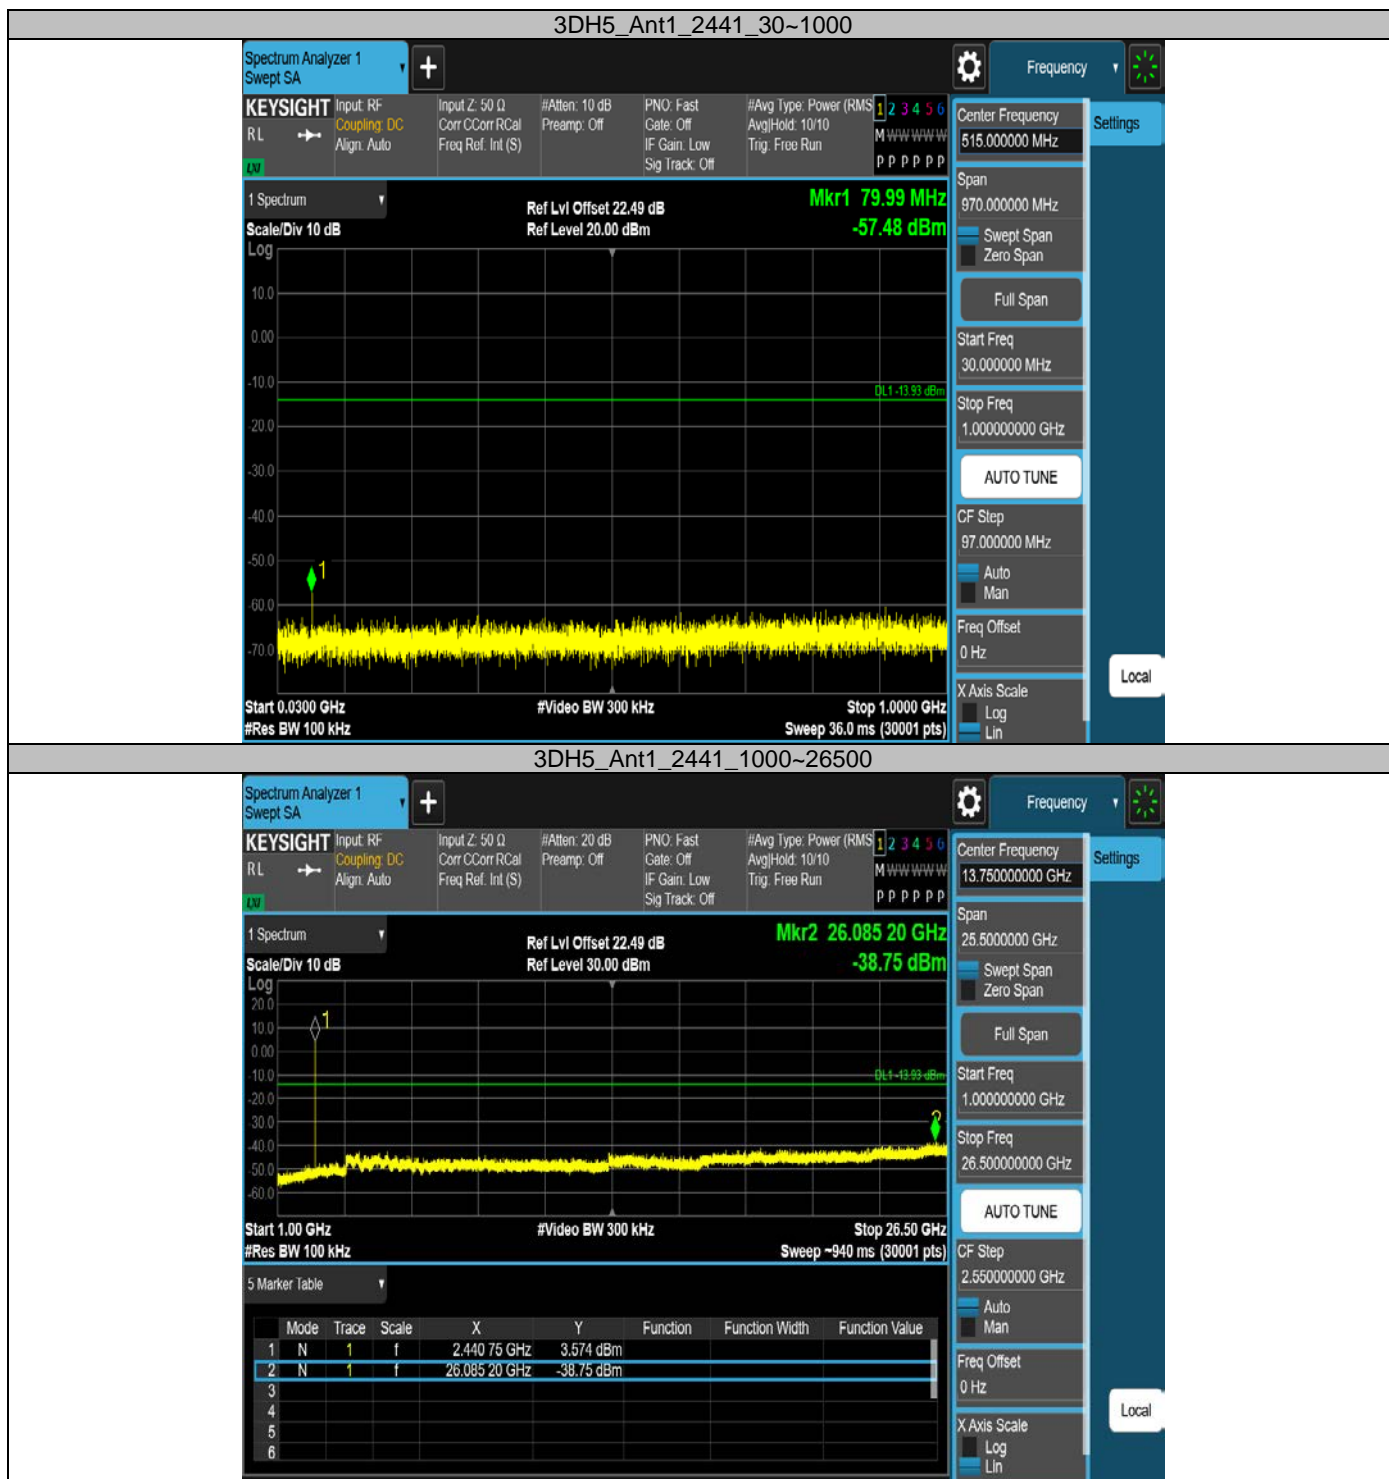 3DH5_Ant1_2441_30~1000
Spectrum Analyzer 1
Swept SA
+
Frequency
KEYSIGHT
RL
LXI
Input: RF
Coupling: DC
Align: Auto
Input Z: 50 Ω
Corr CCorr RCal
Freq Ref: Int (S)
#Atten: 10 dB
Preamp: Off
PNO: Fast
Gate: Off
IF Gain: Low
Sig Track: Off
#Avg Type: Power (RMS
Avg|Hold: 10/10
Trig: Free Run
1 2 3 4 5 6
M W W W W W
P P P P P P
1 Spectrum
Scale/Div 10 dB
Ref Lvl Offset 22.49 dB
Ref Level 20.00 dBm
Mkr1 79.99 MHz
-57.48 dBm
Log
10.0
0.00
-10.0
-20.0
-30.0
-40.0
-50.0
-60.0
-70.0
DL1 -13.93 dBm
1
Start 0.0300 GHz
#Video BW 300 kHz
Stop 1.0000 GHz
#Res BW 100 kHz
Sweep 36.0 ms (30001 pts)
Center Frequency
515.000000 MHz
Span
970.000000 MHz
Swept Span
Zero Span
Full Span
Start Freq
30.000000 MHz
Stop Freq
1.000000000 GHz
AUTO TUNE
CF Step
97.000000 MHz
Auto
Man
Freq Offset
0 Hz
X Axis Scale
Log
Lin
Settings
Local
3DH5_Ant1_2441_1000~26500
Spectrum Analyzer 1
Swept SA
+
Frequency
KEYSIGHT
RL
LXI
Input: RF
Coupling: DC
Align: Auto
Input Z: 50 Ω
Corr CCorr RCal
Freq Ref: Int (S)
#Atten: 20 dB
Preamp: Off
PNO: Fast
Gate: Off
IF Gain: Low
Sig Track: Off
#Avg Type: Power (RMS
Avg|Hold: 10/10
Trig: Free Run
1 2 3 4 5 6
M W W W W W
P P P P P P
1 Spectrum
Scale/Div 10 dB
Ref Lvl Offset 22.49 dB
Ref Level 30.00 dBm
Mkr2 26.085 20 GHz
-38.75 dBm
Log
20.0
10.0
0.00
-10.0
-20.0
-30.0
-40.0
-50.0
-60.0
DL1 -13.93 dBm
1
2
Start 1.00 GHz
#Video BW 300 kHz
Stop 26.50 GHz
#Res BW 100 kHz
Sweep ~940 ms (30001 pts)
5 Marker Table
Mode Trace Scale X Y Function Function Width Function Value
1 N 1 f 2.440 75 GHz 3.574 dBm
2 N 1 f 26.085 20 GHz -38.75 dBm
3
4
5
6
Center Frequency
13.750000000 GHz
Span
25.5000000 GHz
Swept Span
Zero Span
Full Span
Start Freq
1.000000000 GHz
Stop Freq
26.500000000 GHz
AUTO TUNE
CF Step
2.550000000 GHz
Auto
Man
Freq Offset
0 Hz
X Axis Scale
Log
Lin
Settings
Local